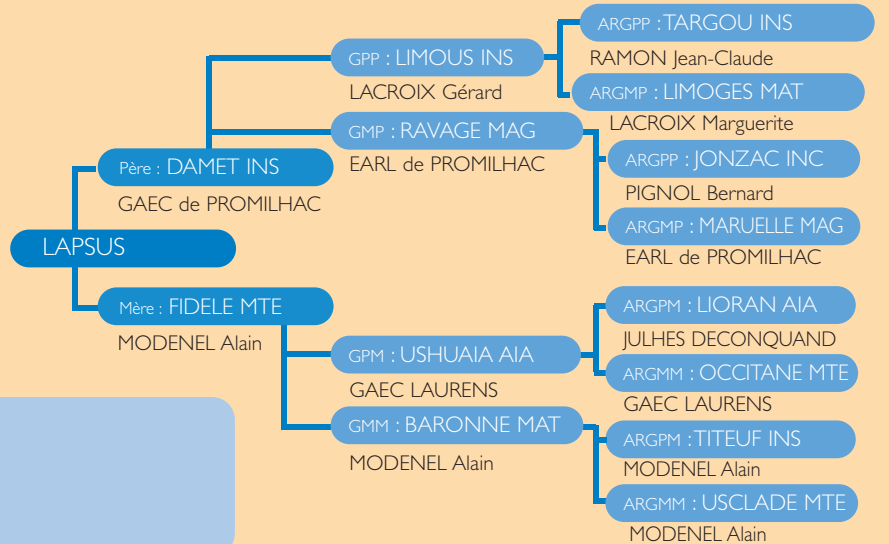 ARGPP : TARGOU INS
RAMON Jean-Claude
GPP : LIMOUS INS
LACROIX Gérard
ARGMP : LIMOGES MAT
LACROIX Marguerite
GMP : RAVAGE MAG
EARL de PROMILHAC
ARGPP : JONZAC INC
PIGNOL Bernard
Père : DAMET INS
GAEC de PROMILHAC
ARGMP : MARUELLE MAG
EARL de PROMILHAC
LAPSUS
Mère : FIDELE MTE
MODENEL Alain
ARGPM : LIORAN AIA
JULHES DECONQUAND
GPM : USHUAIA AIA
GAEC LAURENS
ARGMM : OCCITANE MTE
GAEC LAURENS
GMM : BARONNE MAT
MODENEL Alain
ARGPM : TITEUF INS
MODENEL Alain
ARGMM : USCLADE MTE
MODENEL Alain